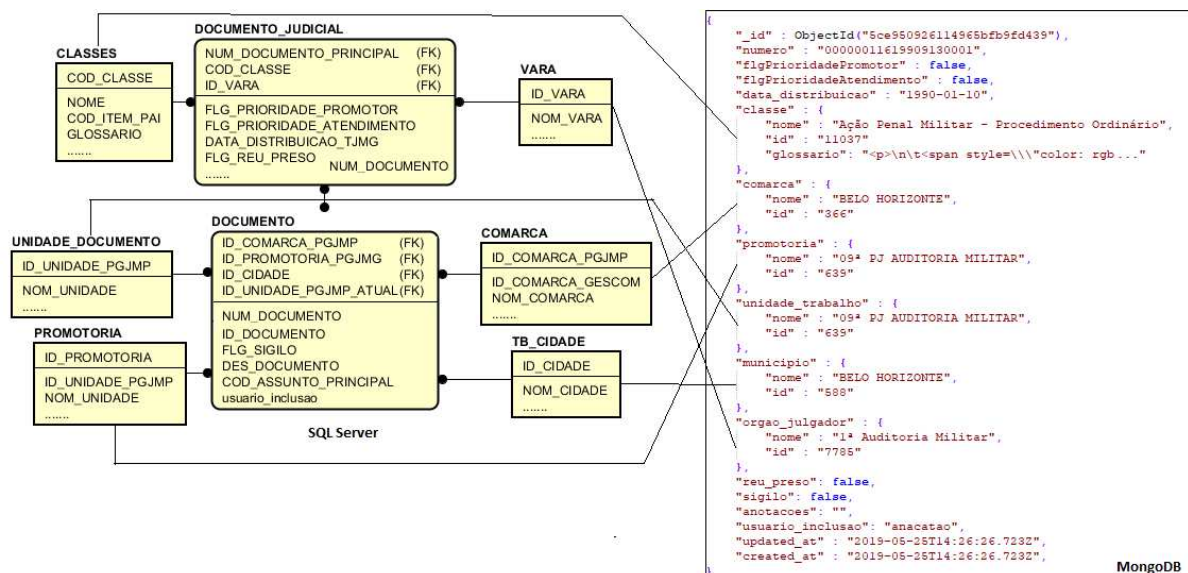 DOCUMENTO_JUDICIAL
NUM_DOCUMENTO_PRINCIPAL (FK)
COD_CLASSE (FK)
ID_VARA (FK)
FLG_PRIORIDADE_PROMOTOR
FLG_PRIORIDADE_ATENDIMENTO
DATA_DISTRIBUICAO_TJMG
FLG_REU_PRESO
NUM_DOCUMENTO
.......
CLASSES
COD_CLASSE
NOME
COD_ITEM_PAI
GLOSSARIO
.......
VARA
ID_VARA
NOM_VARA
.......
UNIDADE_DOCUMENTO
ID_UNIDADE_PGJMP
NOM_UNIDADE
.......
DOCUMENTO
ID_COMARCA_PGJMP (FK)
ID_PROMOTORIA_PGJMG (FK)
ID_CIDADE (FK)
ID_UNIDADE_PGJMP_ATUAL(FK)
NUM_DOCUMENTO
ID_DOCUMENTO
FLG_SIGILO
DES_DOCUMENTO
COD_ASSUNTO_PRINCIPAL
usuario_inclusao
COMARCA
ID_COMARCA_PGJMP
ID_COMARCA_GESCOM
NOM_COMARCA
.......
PROMOTORIA
ID_PROMOTORIA
ID_UNIDADE_PGJMP
NOM_UNIDADE
.......
TB_CIDADE
ID_CIDADE
NOM_CIDADE
.......
SQL Server
{
"_id" : ObjectId("5ce950926114965bfb9fd439"),
"numero" : "00000011619909130001",
"flgPrioridadePromotor" : false,
"flgPrioridadeAtendimento" : false,
"data_distribuicao" : "1990-01-10",
"classe" : {
"nome" : "Ação Penal Militar - Procedimento Ordinário",
"id" : "11037"
"glossario": "<p>\n\t<span style=\\\"color: rgb..."
},
"comarca" : {
"nome" : "BELO HORIZONTE",
"id" : "366"
},
"promotoria" : {
"nome" : "09ª PJ AUDITORIA MILITAR",
"id" : "639"
},
"unidade_trabalho" : {
"nome" : "09ª PJ AUDITORIA MILITAR",
"id" : "639"
},
"municipio" : {
"nome" : "BELO HORIZONTE",
"id" : "588"
},
"orgao_julgador" : {
"nome" : "1ª Auditoria Militar",
"id" : "7785"
},
"reu_preso": false,
"sigilo": false,
"anotacoes": "",
"usuario_inclusao": "anacatao",
"updated_at" : "2019-05-25T14:26:26.723Z",
"created_at" : "2019-05-25T14:26:26.723Z",
}
MongoDB